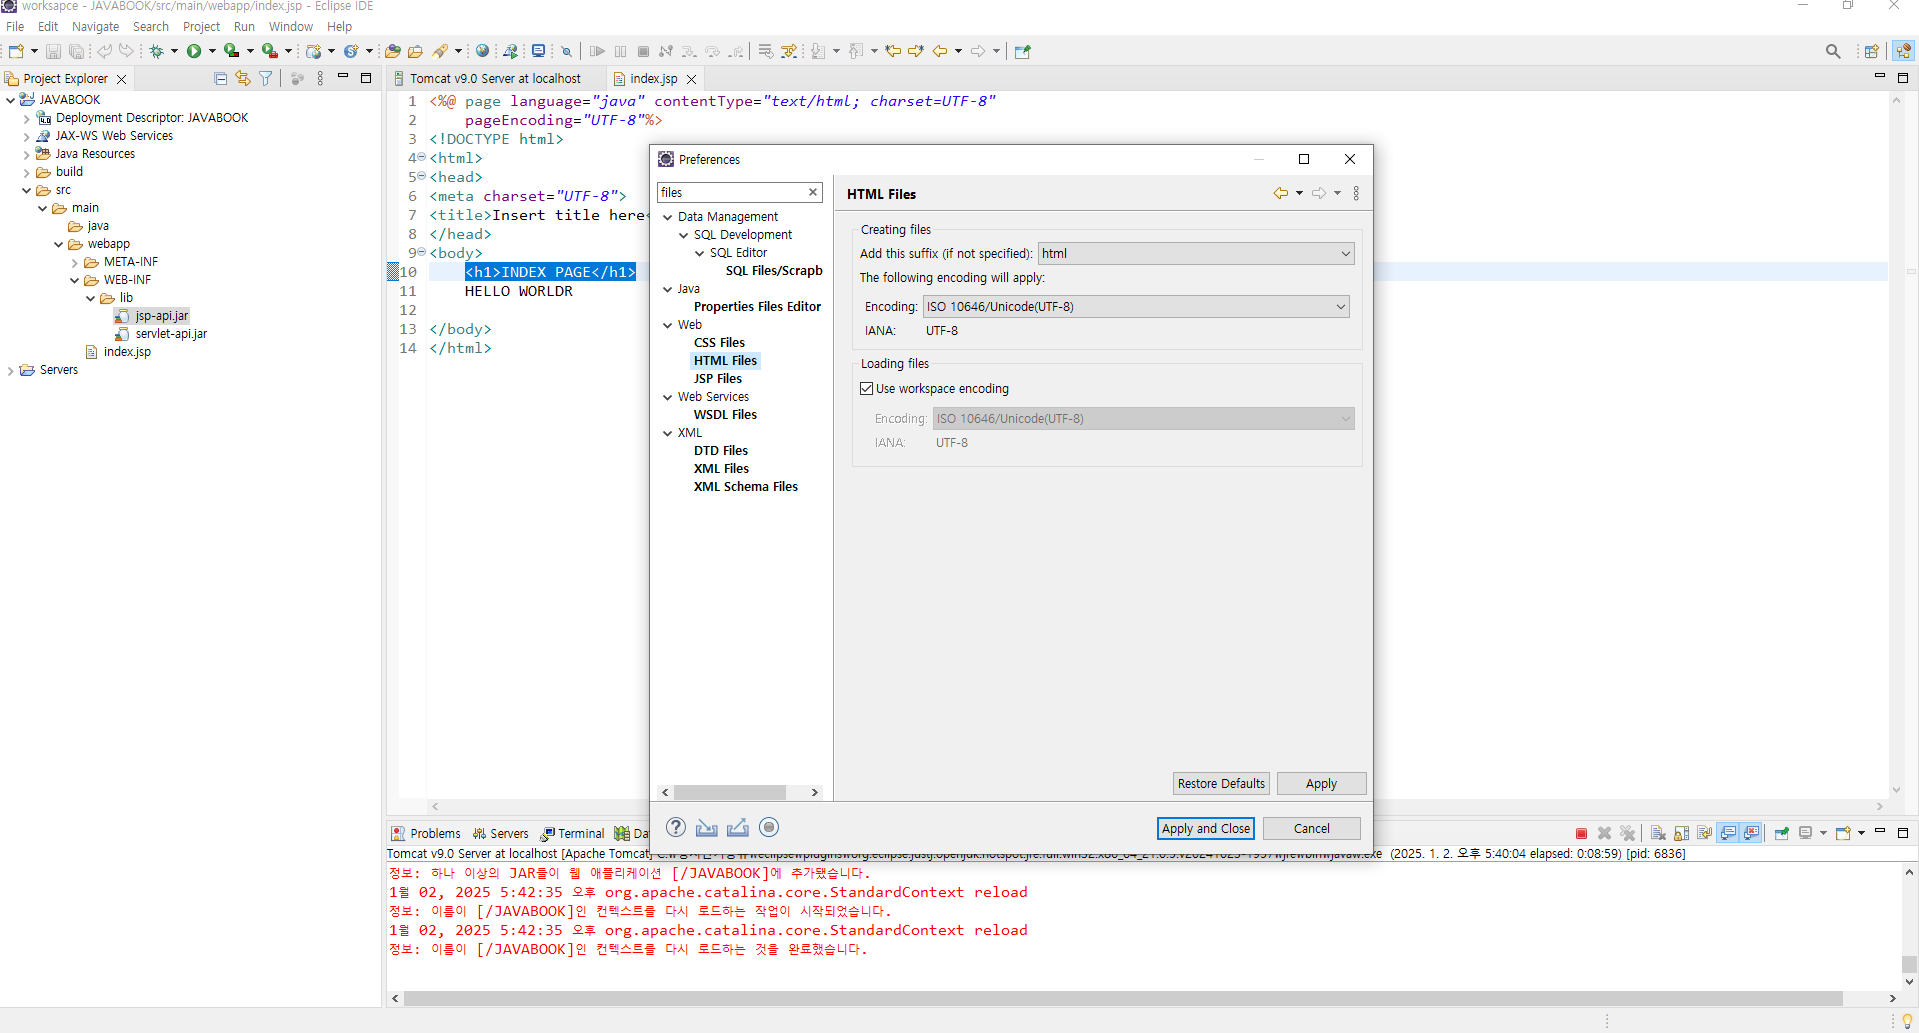 worksapce - JAVABOOK/src/main/webapp/index.jsp - Eclipse IDE
File Edit Navigate Search Project Run Window Help
Project Explorer
JAVABOOK
Deployment Descriptor: JAVABOOK
JAX-WS Web Services
Java Resources
build
src
main
java
webapp
META-INF
WEB-INF
lib
jsp-api.jar
servlet-api.jar
index.jsp
Servers
Tomcat v9.0 Server at localhost
index.jsp
1 <%@ page language="java" contentType="text/html; charset=UTF-8"
2 pageEncoding="UTF-8"%>
3 <!DOCTYPE html>
4 <html>
5 <head>
6 <meta charset="UTF-8">
7 <title>Insert title here<
8 </head>
9 <body>
10 <h1>INDEX PAGE</h1>
11 HELLO WORLDR
12
13 </body>
14 </html>
Preferences
files
Data Management
SQL Development
SQL Editor
SQL Files/Scrapb
Java
Properties Files Editor
Web
CSS Files
HTML Files
JSP Files
Web Services
WSDL Files
XML
DTD Files
XML Files
XML Schema Files
HTML Files
Creating files
Add this suffix (if not specified): html
The following encoding will apply:
Encoding: ISO 10646/Unicode(UTF-8)
IANA: UTF-8
Loading files
Use workspace encoding
Encoding: ISO 10646/Unicode(UTF-8)
IANA: UTF-8
Restore Defaults Apply
Apply and Close Cancel
Problems Servers Terminal Da
Tomcat v9.0 Server at localhost [Apache Tomcat] (2025. 1. 2. 오후 5:40:04 elapsed: 0:08:59) [pid: 6836]
정보: 하나 이상의 JAR들이 웹 애플리케이션 [/JAVABOOK]에 추가됐습니다.
1월 02, 2025 5:42:35 오후 org.apache.catalina.core.StandardContext reload
정보: 이름이 [/JAVABOOK]인 컨텍스트를 다시 로드하는 작업이 시작되었습니다.
1월 02, 2025 5:42:35 오후 org.apache.catalina.core.StandardContext reload
정보: 이름이 [/JAVABOOK]인 컨텍스트를 다시 로드하는 것을 완료했습니다.